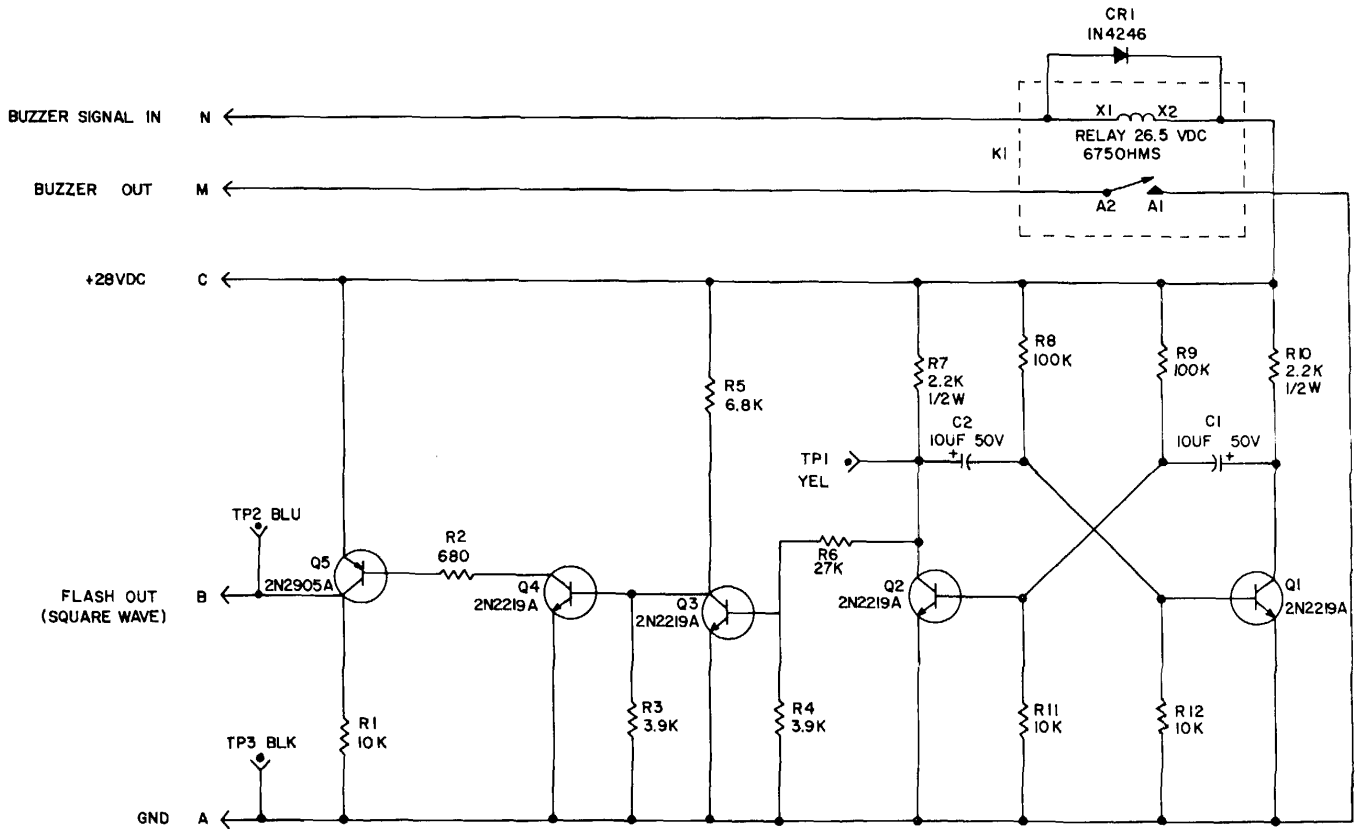 CR1
IN4246
BUZZER SIGNAL IN N
X1 X2
RELAY 26.5 VDC
675OHMS
K1
BUZZER OUT M
A2 A1
+28VDC C
R8
100K
R9
100K
R10
2.2K
1/2W
R7
2.2K
1/2W
R5
6.8K
C2
10UF 50V
+
C1
10UF 50V
+
TP1
YEL
TP2 BLU
R2
680
R6
27K
Q5
2N2905A
Q4
2N2219A
Q3
2N2219A
Q2
2N2219A
Q1
2N2219A
FLASH OUT B
(SQUARE WAVE)
R1
10K
R3
3.9K
R4
3.9K
R11
10K
R12
10K
TP3 BLK
GND A